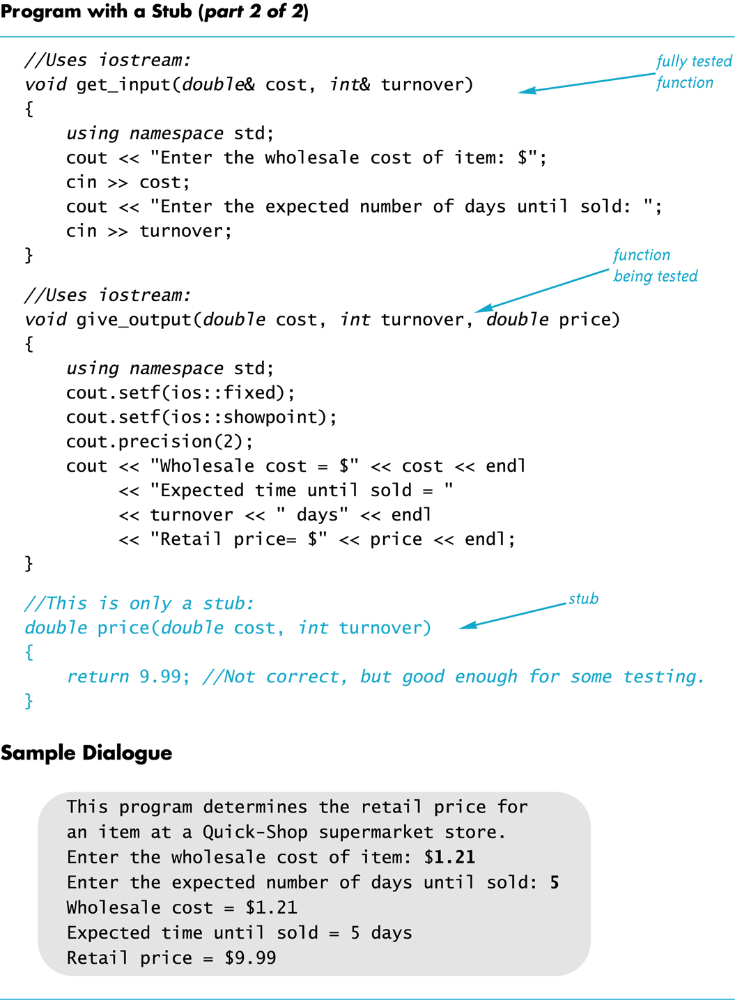 Program with a Stub (part 2 of 2)
//Uses iostream:
void get_input(double& cost, int& turnover)
fully tested
function
{
    using namespace std;
    cout << "Enter the wholesale cost of item: $";
    cin >> cost;
    cout << "Enter the expected number of days until sold: ";
    cin >> turnover;
}
function
being tested
//Uses iostream:
void give_output(double cost, int turnover, double price)
{
    using namespace std;
    cout.setf(ios::fixed);
    cout.setf(ios::showpoint);
    cout.precision(2);
    cout << "Wholesale cost = $" << cost << endl
         << "Expected time until sold = "
         << turnover << " days" << endl
         << "Retail price= $" << price << endl;
}
//This is only a stub:
stub
double price(double cost, int turnover)
{
    return 9.99; //Not correct, but good enough for some testing.
}
Sample Dialogue
This program determines the retail price for
an item at a Quick-Shop supermarket store.
Enter the wholesale cost of item: $1.21
Enter the expected number of days until sold: 5
Wholesale cost = $1.21
Expected time until sold = 5 days
Retail price = $9.99